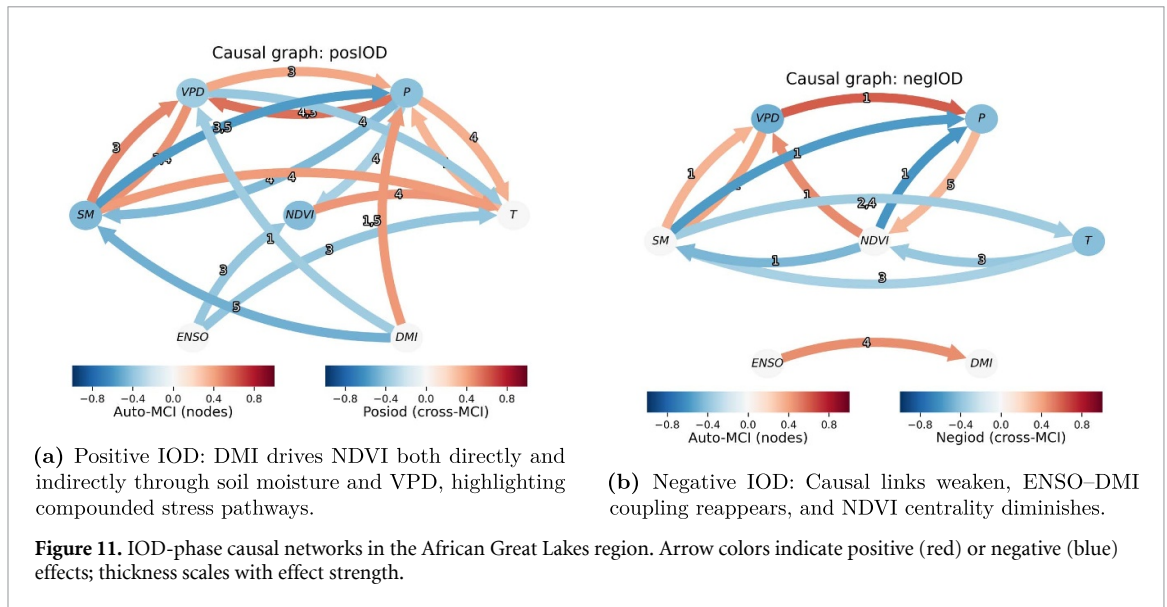 Causal graph: posIOD
3
VPD
P
4,3
3,5
4
4
3
3,4
4
4
4
4
SM
NDVI
T
1,5
1
3
3
5
ENSO
DMI
−0.8 −0.4 0.0 0.4 0.8
Auto-MCI (nodes)
−0.8 −0.4 0.0 0.4 0.8
Posiod (cross-MCI)
(a) Positive IOD: DMI drives NDVI both directly and
indirectly through soil moisture and VPD, highlighting
compounded stress pathways.
Causal graph: negIOD
1
VPD
P
1
1
1
5
1
2,4
SM
NDVI
T
1
3
3
4
ENSO
DMI
−0.8 −0.4 0.0 0.4 0.8
Auto-MCI (nodes)
−0.8 −0.4 0.0 0.4 0.8
Negiod (cross-MCI)
(b) Negative IOD: Causal links weaken, ENSO–DMI
coupling reappears, and NDVI centrality diminishes.
Figure 11. IOD-phase causal networks in the African Great Lakes region. Arrow colors indicate positive (red) or negative (blue)
effects; thickness scales with effect strength.